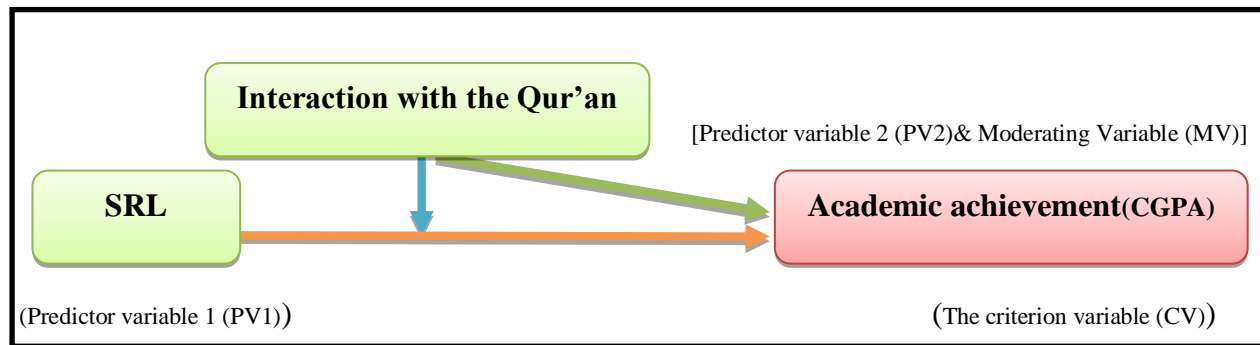 Interaction with the Qur’an
[Predictor variable 2 (PV2)& Moderating Variable (MV)]
SRL
Academic achievement(CGPA)
(Predictor variable 1 (PV1))
(The criterion variable (CV)